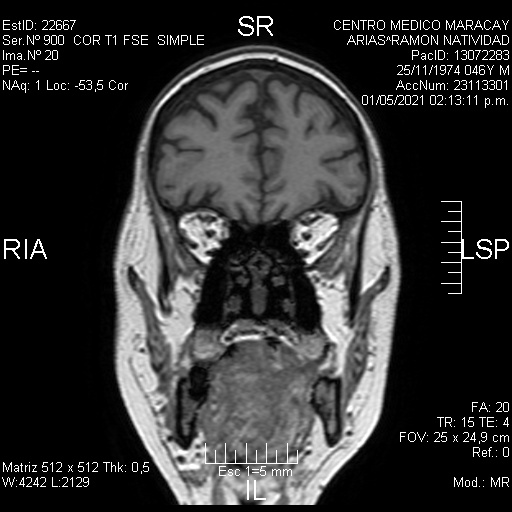 EstID: 22667
Ser.Nº 900 COR T1 FSE SIMPLE
Ima.Nº 20
PE= --
NAq: 1 Loc: -53,5 Cor
SR
CENTRO MEDICO MARACAY
ARIAS^RAMON NATIVIDAD
PacID: 13072283
25/11/1974 046Y M
AccNum: 23113301
01/05/2021 02:13:11 p.m.
RIA
LSP
FA: 20
TR: 15 TE: 4
FOV: 25 x 24,9 cm
Ref.: 0
Matriz 512 x 512 Thk: 0,5
W:4242 L:2129
Esc 1=5 mm
IL
Mod.: MR